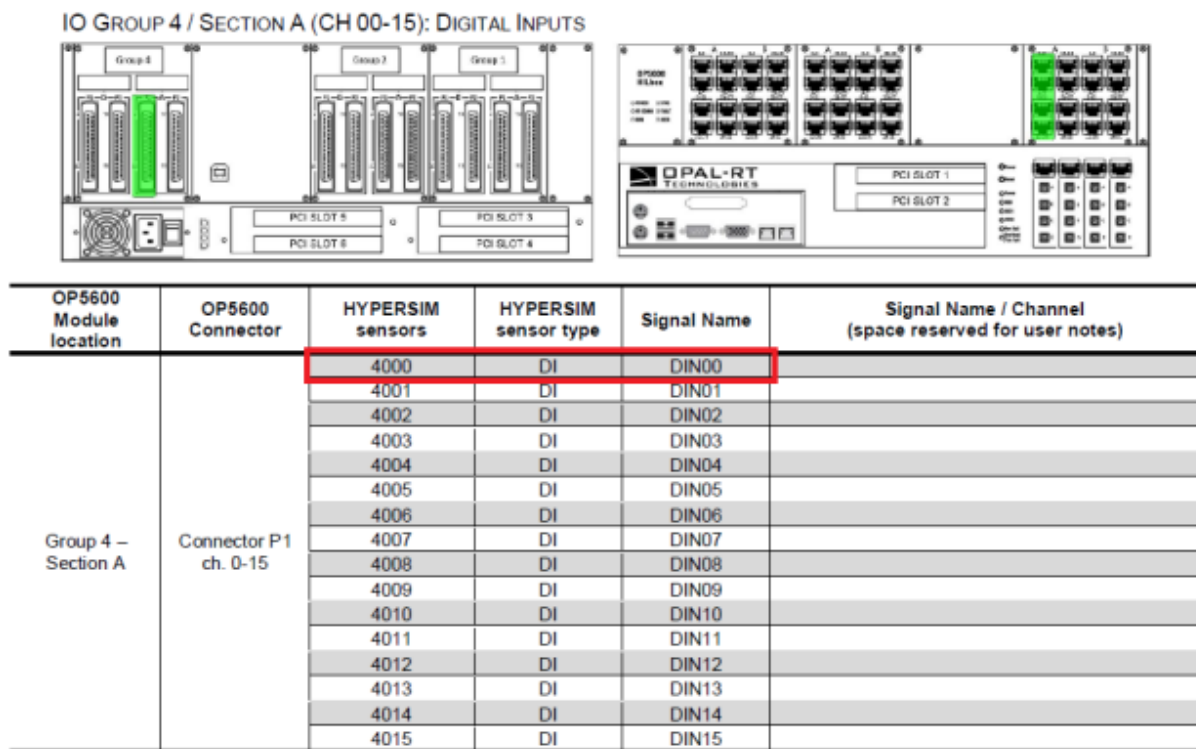 IO GROUP 4 / SECTION A (CH 00-15): DIGITAL INPUTS
Group 4
Group 2
Group 1
PCI SLOT 5
PCI SLOT 3
PCI SLOT 6
PCI SLOT 4
OP5600
OPAL-RT
TECHNOLOGIES
PCI SLOT 1
PCI SLOT 2
OP5600 Module location
OP5600 Connector
HYPERSIM sensors
HYPERSIM sensor type
Signal Name
Signal Name / Channel (space reserved for user notes)
Group 4 – Section A
Connector P1 ch. 0-15
4000 DI DIN00
4001 DI DIN01
4002 DI DIN02
4003 DI DIN03
4004 DI DIN04
4005 DI DIN05
4006 DI DIN06
4007 DI DIN07
4008 DI DIN08
4009 DI DIN09
4010 DI DIN10
4011 DI DIN11
4012 DI DIN12
4013 DI DIN13
4014 DI DIN14
4015 DI DIN15